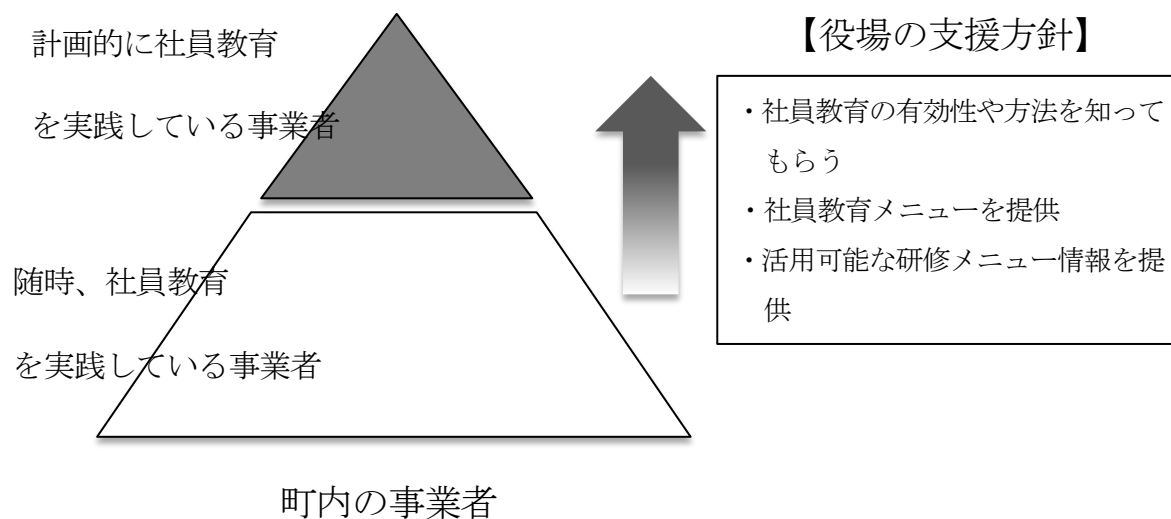 計画的に社員教育
を実践している事業者
随時、社員教育
を実践している事業者
町内の事業者
【役場の支援方針】
・社員教育の有効性や方法を知って
もらう
・社員教育メニューを提供
・活用可能な研修メニュー情報を提
供